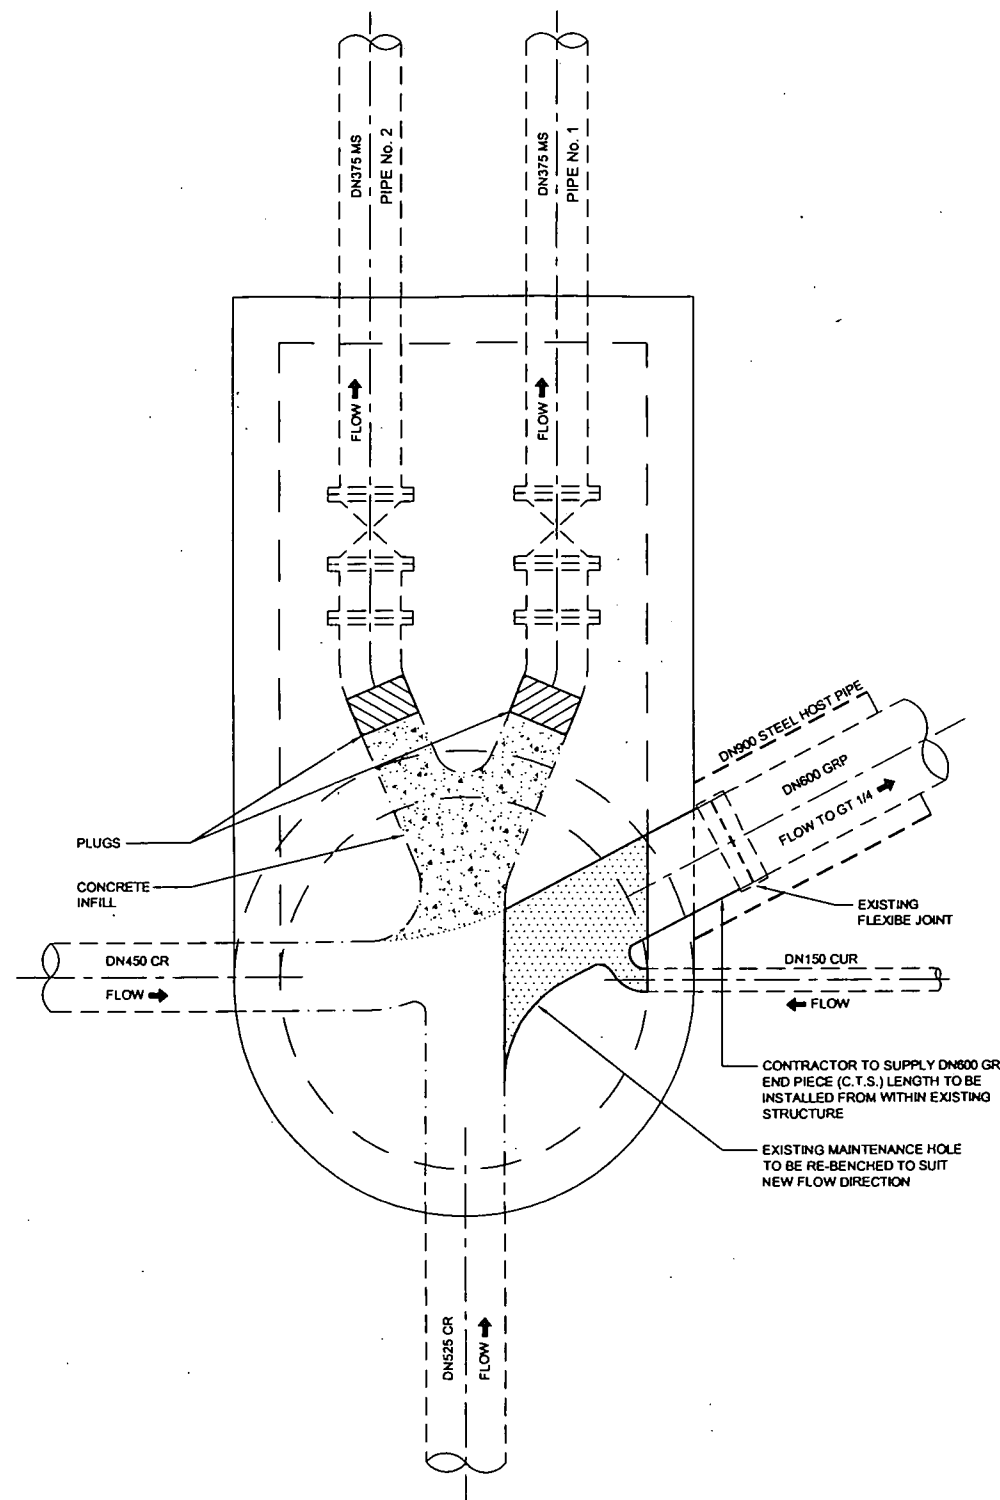 DN375 MS
PIPE No. 2
DN375 MS
PIPE No. 1
FLOW
FLOW
DN900 STEEL HOST PIPE
DN600 GRP
FLOW TO GT 1/4
PLUGS
CONCRETE
INFILL
EXISTING
FLEXIBE JOINT
DN450 CR
FLOW
DN150 CUR
FLOW
CONTRACTOR TO SUPPLY DN600 GR
END PIECE (C.T.S.) LENGTH TO BE
INSTALLED FROM WITHIN EXISTING
STRUCTURE
EXISTING MAINTENANCE HOLE
TO BE RE-BENCHED TO SUIT
NEW FLOW DIRECTION
DN525 CR
FLOW